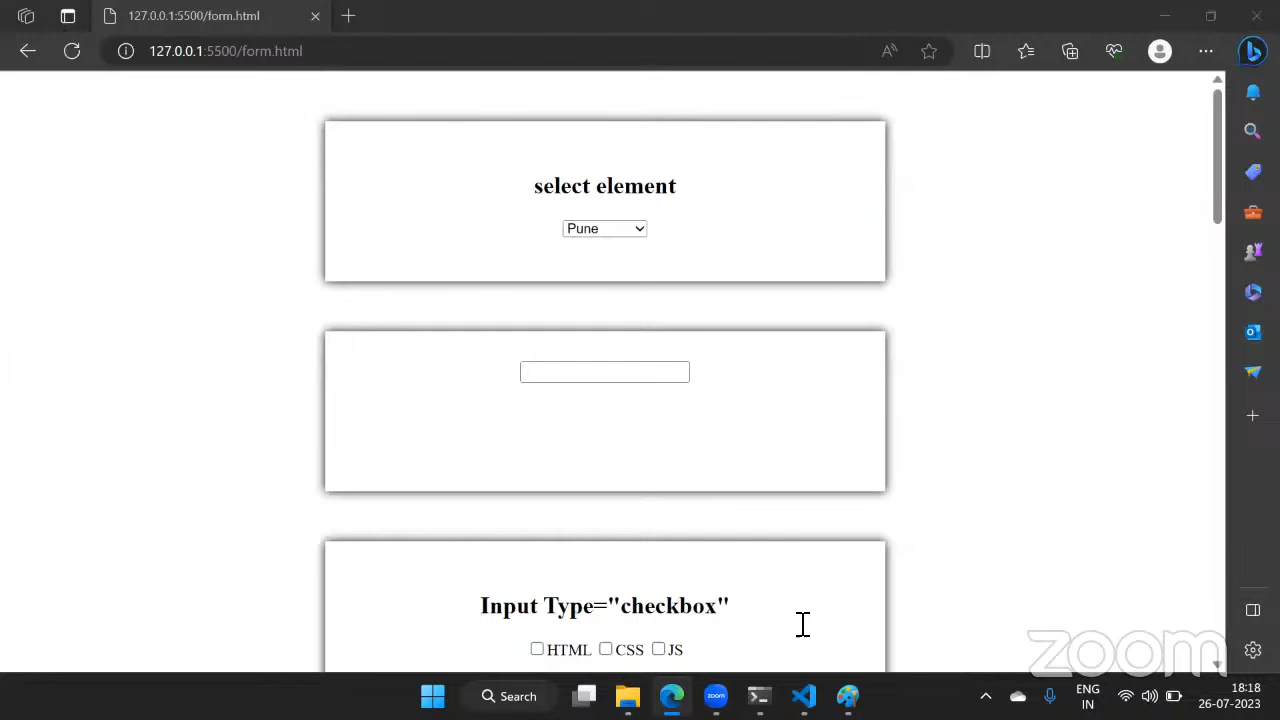 127.0.0.1:5500/form.html
127.0.0.1:5500/form.html
select element
Pune
Input Type="checkbox"
HTML CSS JS
zoom
Search
zoom
ENG
IN
18:18
26-07-2023